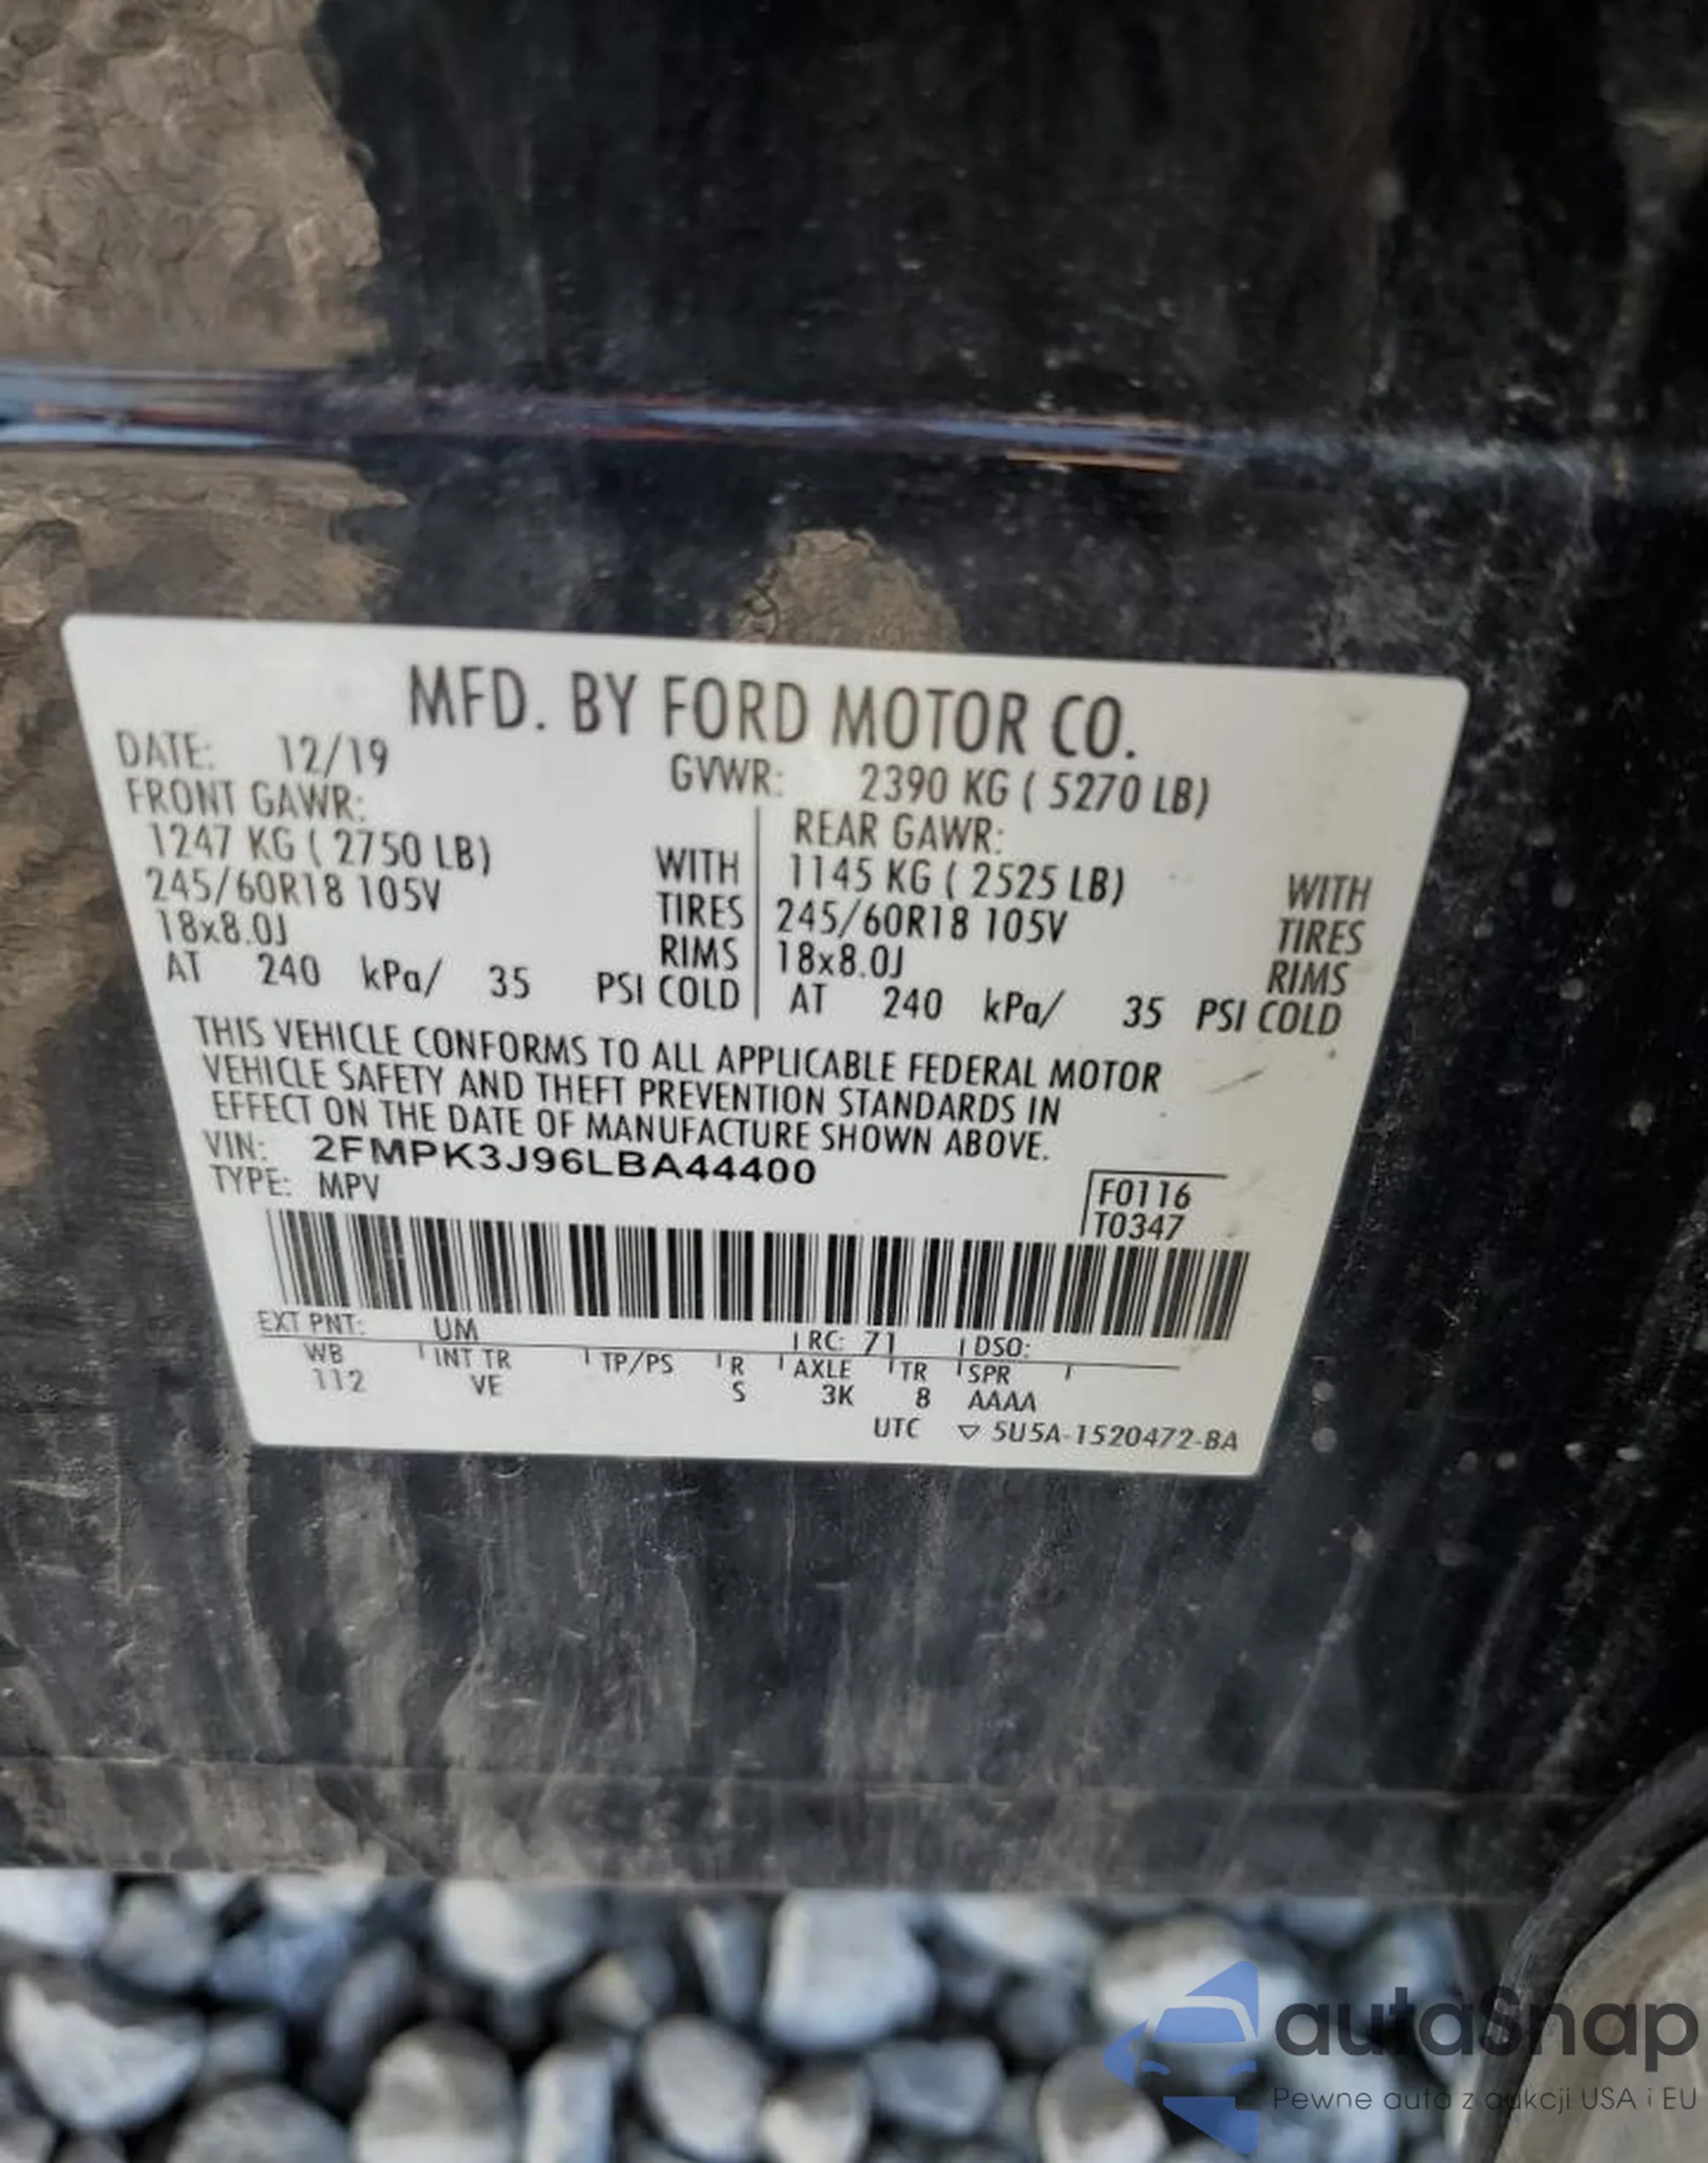 MFD. BY FORD MOTOR CO.
DATE: 12/19 GVWR: 2390 KG ( 5270 LB)
FRONT GAWR: REAR GAWR:
1247 KG ( 2750 LB) WITH 1145 KG ( 2525 LB) WITH
245/60R18 105V TIRES 245/60R18 105V TIRES
18x8.0J RIMS 18x8.0J RIMS
AT 240 kPa/ 35 PSI COLD AT 240 kPa/ 35 PSI COLD
THIS VEHICLE CONFORMS TO ALL APPLICABLE FEDERAL MOTOR
VEHICLE SAFETY AND THEFT PREVENTION STANDARDS IN
EFFECT ON THE DATE OF MANUFACTURE SHOWN ABOVE.
VIN: 2FMPK3J96LBA44400
TYPE: MPV
F0116
T0347
EXT PNT: UM RC: 71 DSO:
WB INT TR TP/PS R AXLE TR SPR
112 VE S 3K 8 AAAA
UTC ▽ 5U5A-1520472-BA
autaSnap
Pewne auta z aukcji USA i EU